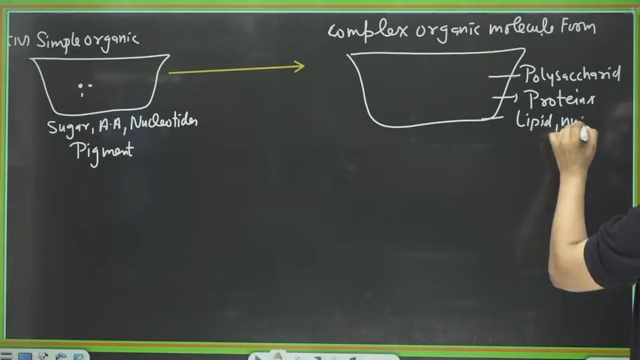 (IV) Simple organic
Sugar, A.A, Nucleotides
Pigment
complex organic molecule Form
Polysaccharid
Proteins
Lipid,